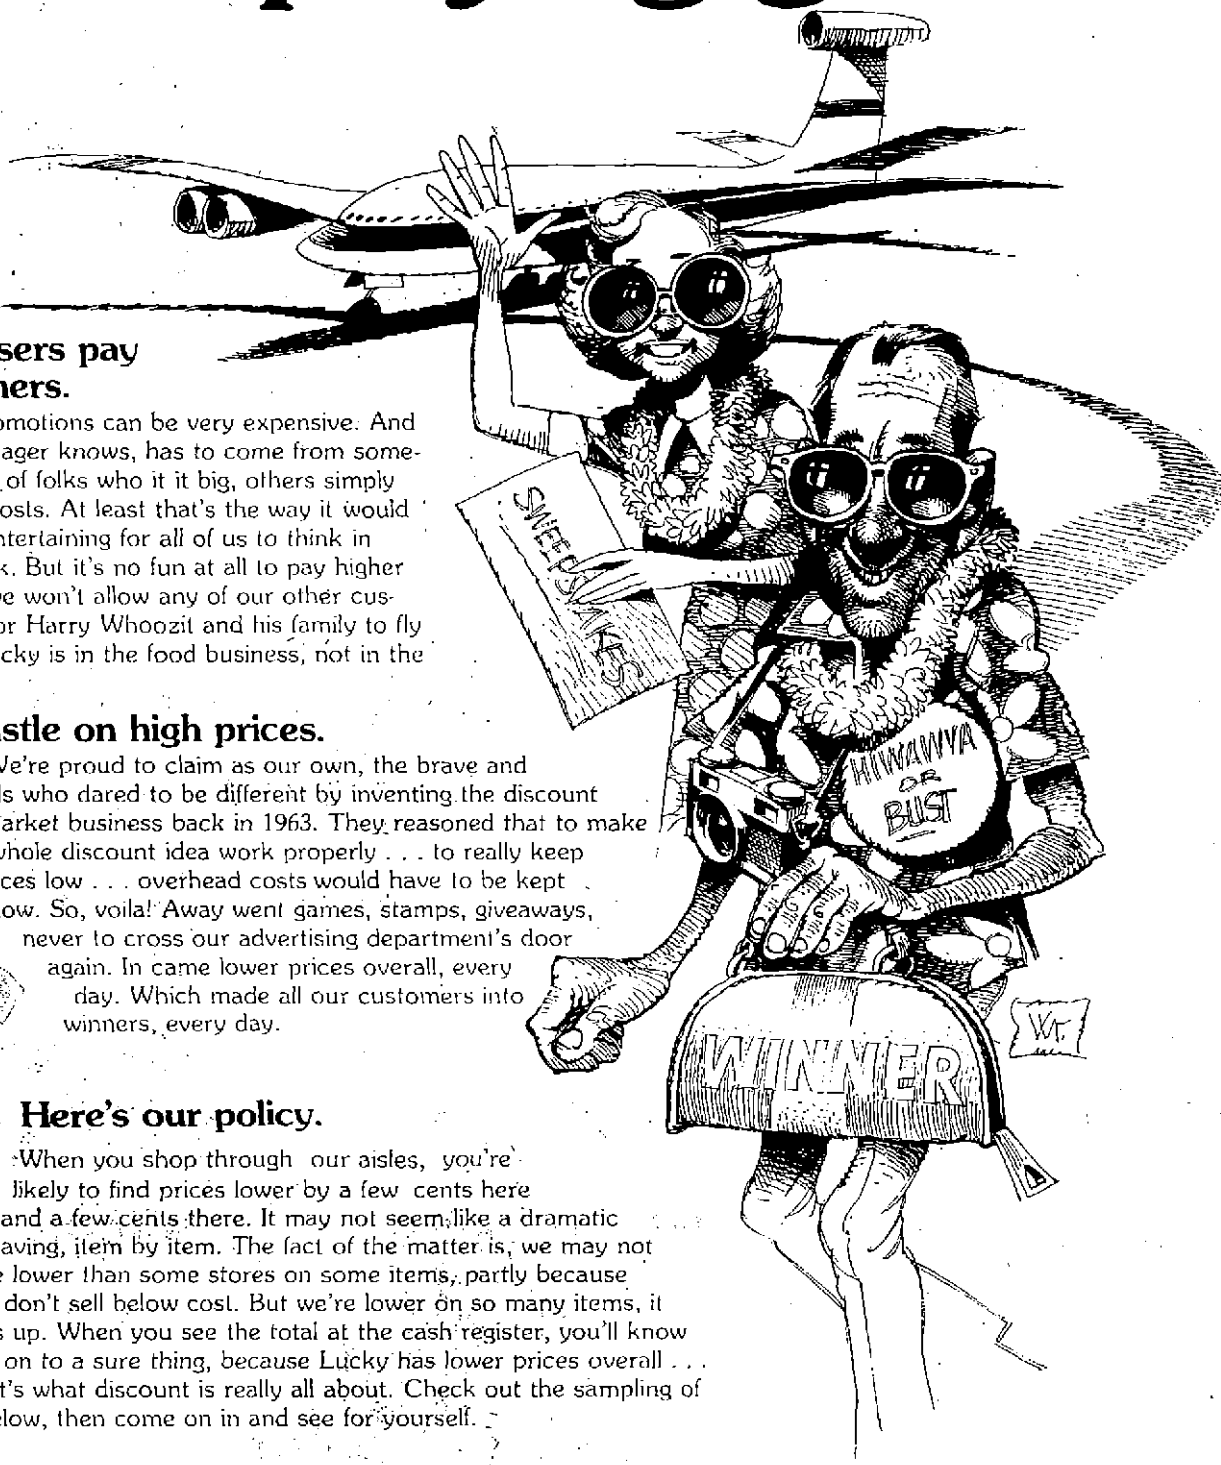 sers pay
ners.
omotions can be very expensive. And
ager knows, has to come from some-
of folks who it it big, others simply
osts. At least that's the way it would
ntertaining for all of us to think in
k. But it's no fun at all to pay higher
e won't allow any of our other cus-
or Harry Whoozit and his family to fly
cky is in the food business, not in the
SWEEPSTAKES
HIWAWYA
OR
BUST
stle on high prices.
We're proud to claim as our own, the brave and
ls who dared to be different by inventing the discount
arket business back in 1963. They reasoned that to make
whole discount idea work properly . . . to really keep
ces low . . . overhead costs would have to be kept
ow. So, voila! Away went games, stamps, giveaways,
never to cross our advertising department's door
again. In came lower prices overall, every
day. Which made all our customers into
winners, every day.
WINNER
Wr.
Here's our policy.
When you shop through our aisles, you're
likely to find prices lower by a few cents here
and a few cents there. It may not seem like a dramatic
aving, item by item. The fact of the matter is, we may not
e lower than some stores on some items, partly because
don't sell below cost. But we're lower on so many items, it
s up. When you see the total at the cash register, you'll know
on to a sure thing, because Lucky has lower prices overall . . .
t's what discount is really all about. Check out the sampling of
low, then come on in and see for yourself.